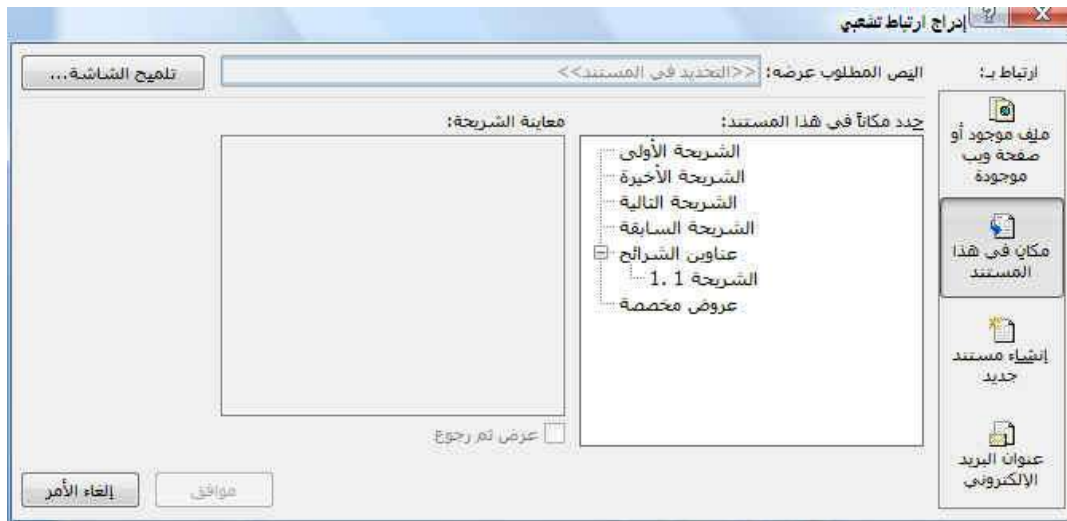 إدراج ارتباط تشعبي
ارتباط بـ:
النص المطلوب عرضه: <<التحديد في المستند>>
تلميح الشاشة...
ملف موجود أو
صفحة ويب
موجودة
مكان في هذا
المستند
إنشاء مستند
جديد
عنوان البريد
الإلكتروني
حدد مكاناً في هذا المستند:
الشريحة الأولى
الشريحة الأخيرة
الشريحة التالية
الشريحة السابقة
عناوين الشرائح
1. الشريحة 1
عروض مخصصة
معاينة الشريحة:
عرض ثم رجوع
موافق
إلغاء الأمر